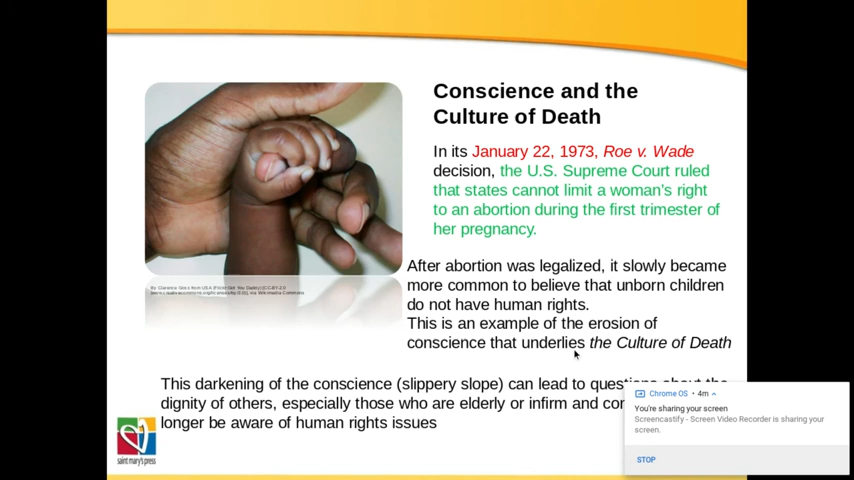 Conscience and the
Culture of Death
In its January 22, 1973, Roe v. Wade
decision, the U.S. Supreme Court ruled
that states cannot limit a woman's right
to an abortion during the first trimester of
her pregnancy.
After abortion was legalized, it slowly became
more common to believe that unborn children
do not have human rights.
This is an example of the erosion of
conscience that underlies the Culture of Death
This darkening of the conscience (slippery slope) can lead to questions about the
dignity of others, especially those who are elderly or infirm and
longer be aware of human rights issues
saint mary's press
Chrome OS • 4m
You're sharing your screen
Screencastify - Screen Video Recorder is sharing your
screen.
STOP